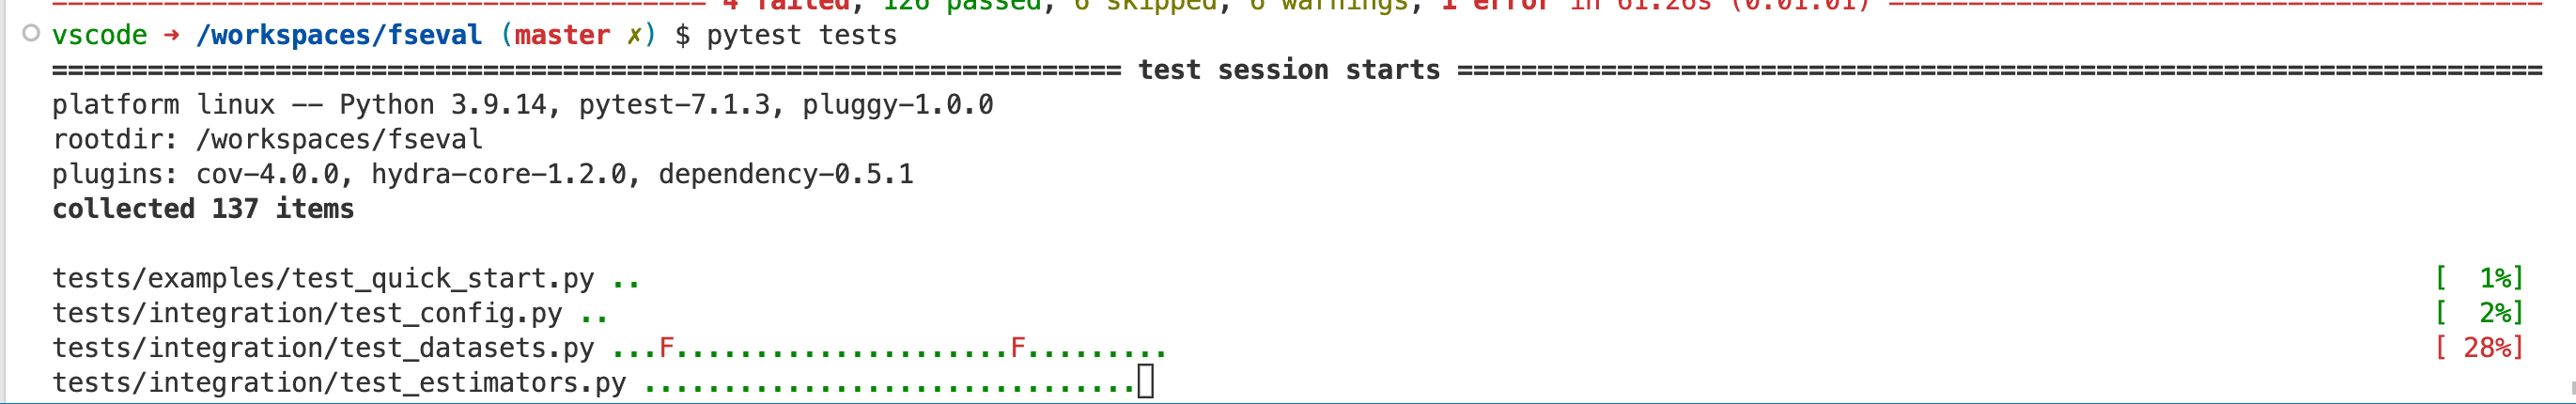 4 failed, 126 passed, 6 skipped, 6 warnings, 1 error in 61.26s (0:01:01)
vscode → /workspaces/fseval (master ✗) $ pytest tests
=================================================================== test session starts ====================================================================
platform linux -- Python 3.9.14, pytest-7.1.3, pluggy-1.0.0
rootdir: /workspaces/fseval
plugins: cov-4.0.0, hydra-core-1.2.0, dependency-0.5.1
collected 137 items
tests/examples/test_quick_start.py .. [  1%]
tests/integration/test_config.py .. [  2%]
tests/integration/test_datasets.py ...F.....................F......... [ 28%]
tests/integration/test_estimators.py ...............................